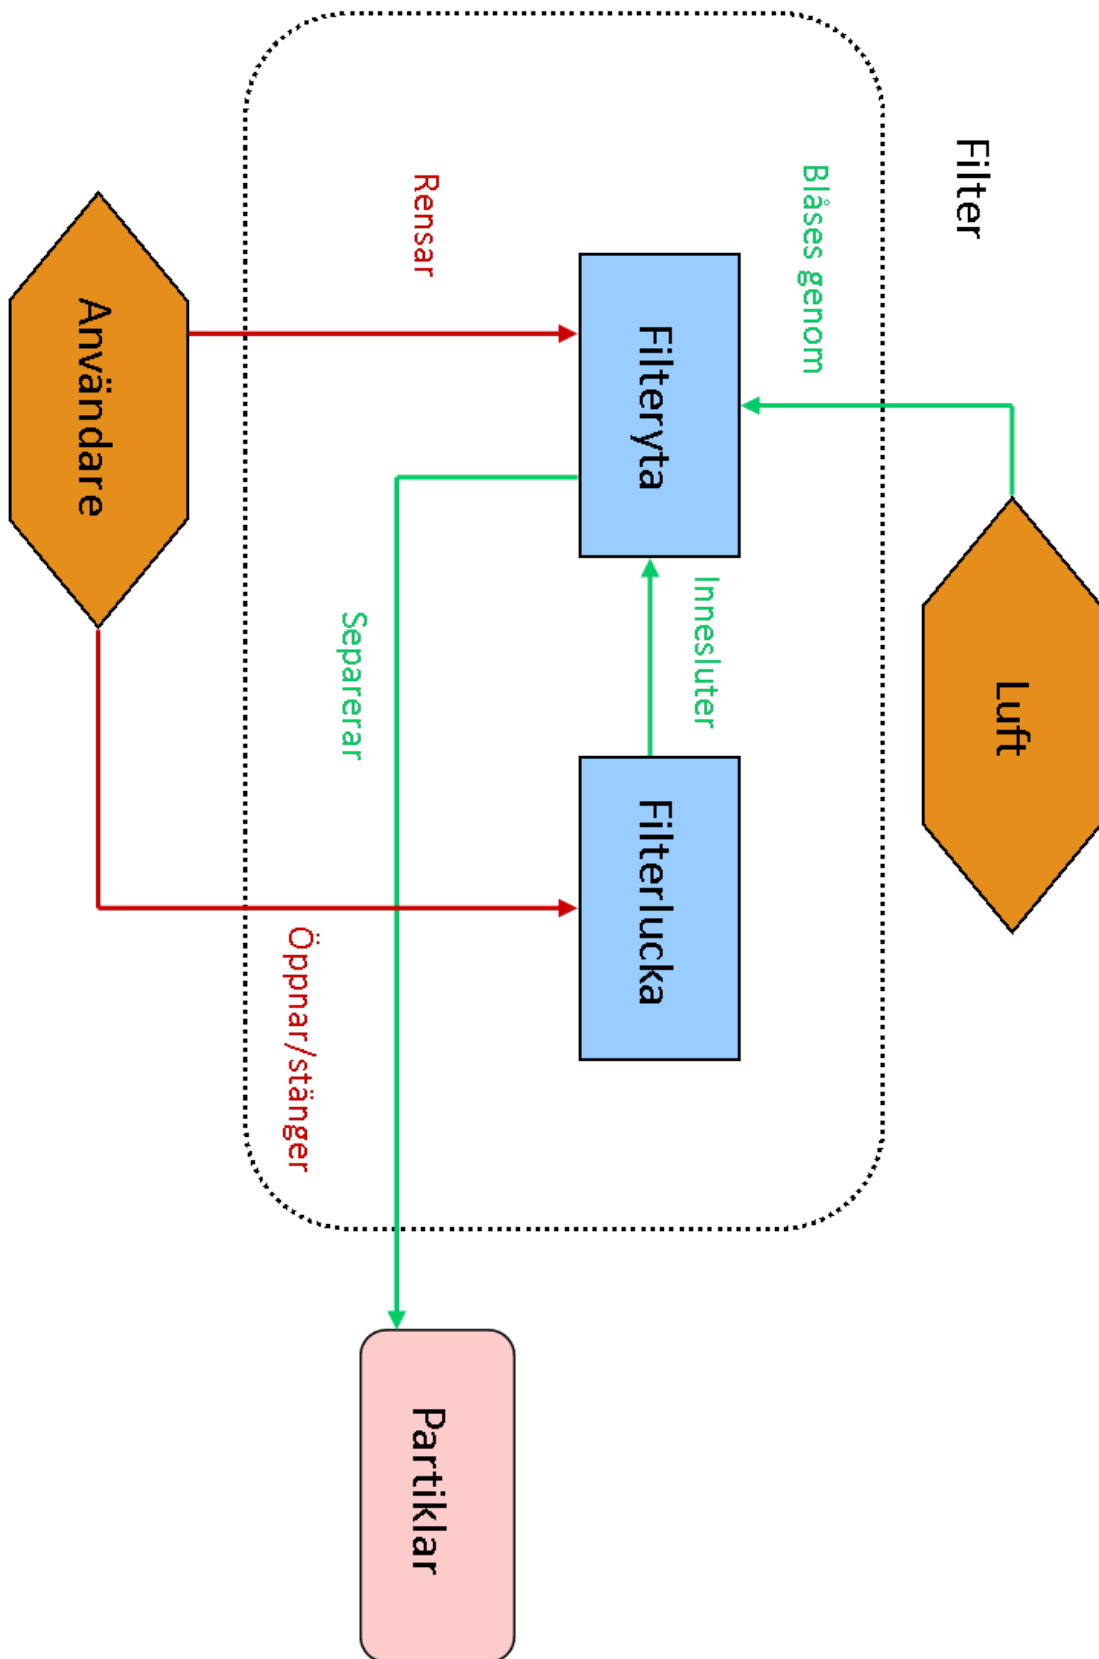 Filter
Luft
Blåses genom
Filteryta
Innesluter
Filterlucka
Rensar
Separerar
Öppnar/stänger
Partiklar
Användare